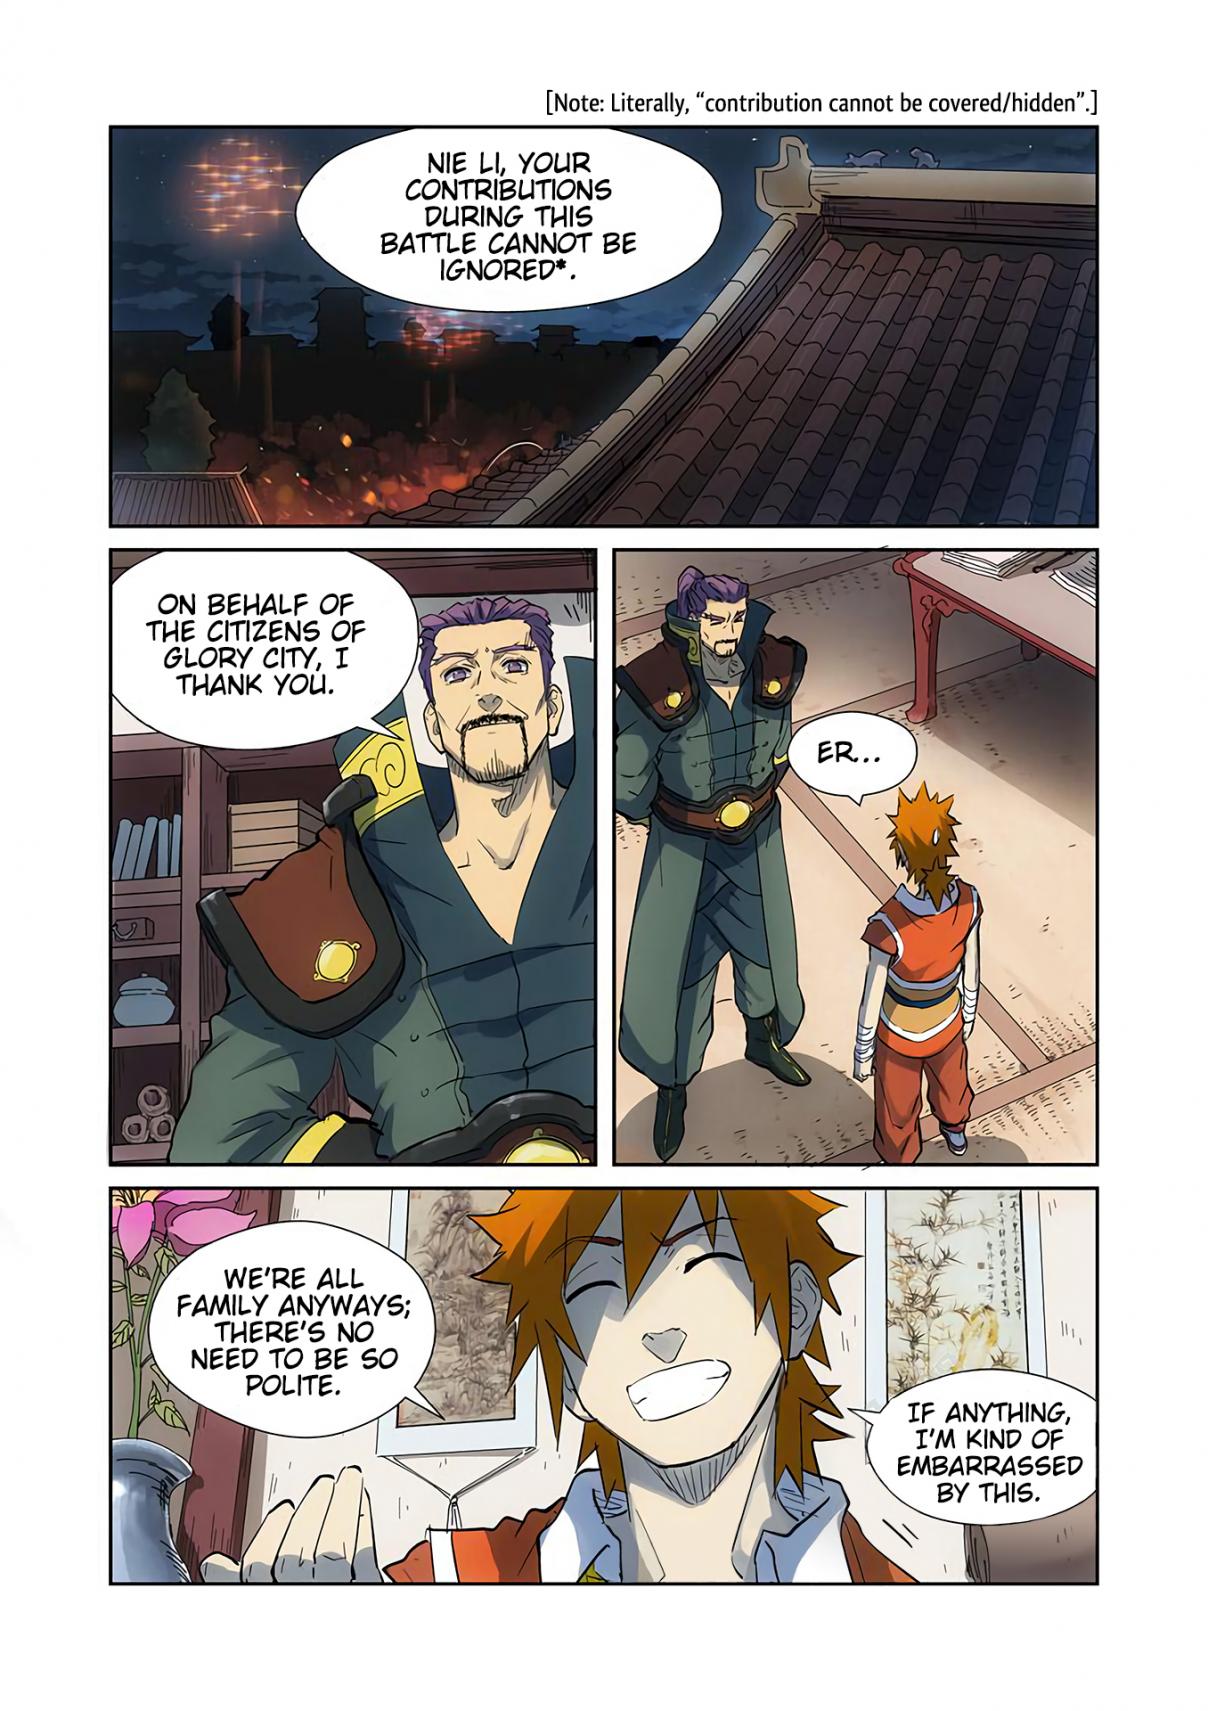 [Note: Literally, “contribution cannot be covered/hidden”.]
NIE LI, YOUR
CONTRIBUTIONS
DURING THIS
BATTLE CANNOT BE
IGNORED*.
ON BEHALF OF
THE CITIZENS OF
GLORY CITY, I
THANK YOU.
ER...
WE'RE ALL
FAMILY ANYWAYS;
THERE'S NO
NEED TO BE SO
POLITE.
IF ANYTHING,
I'M KIND OF
EMBARRASSED
BY THIS.